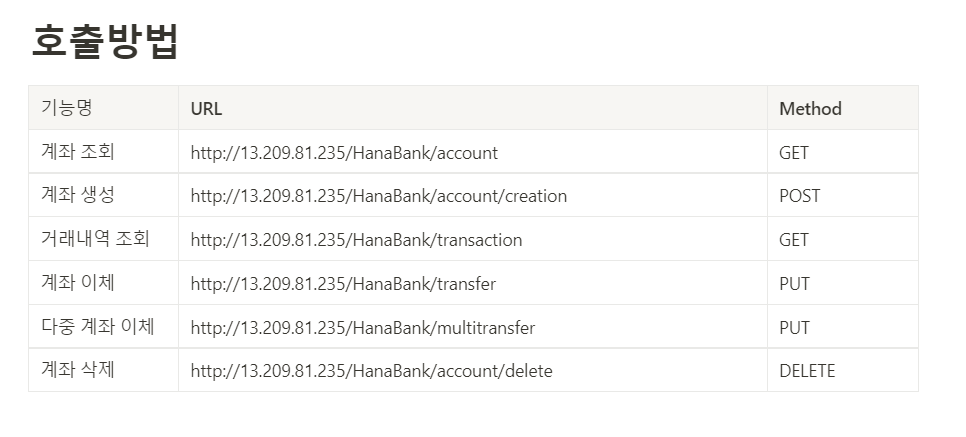 호출방법
기능명 URL Method
계좌 조회 http://13.209.81.235/HanaBank/account GET
계좌 생성 http://13.209.81.235/HanaBank/account/creation POST
거래내역 조회 http://13.209.81.235/HanaBank/transaction GET
계좌 이체 http://13.209.81.235/HanaBank/transfer PUT
다중 계좌 이체 http://13.209.81.235/HanaBank/multitransfer PUT
계좌 삭제 http://13.209.81.235/HanaBank/account/delete DELETE